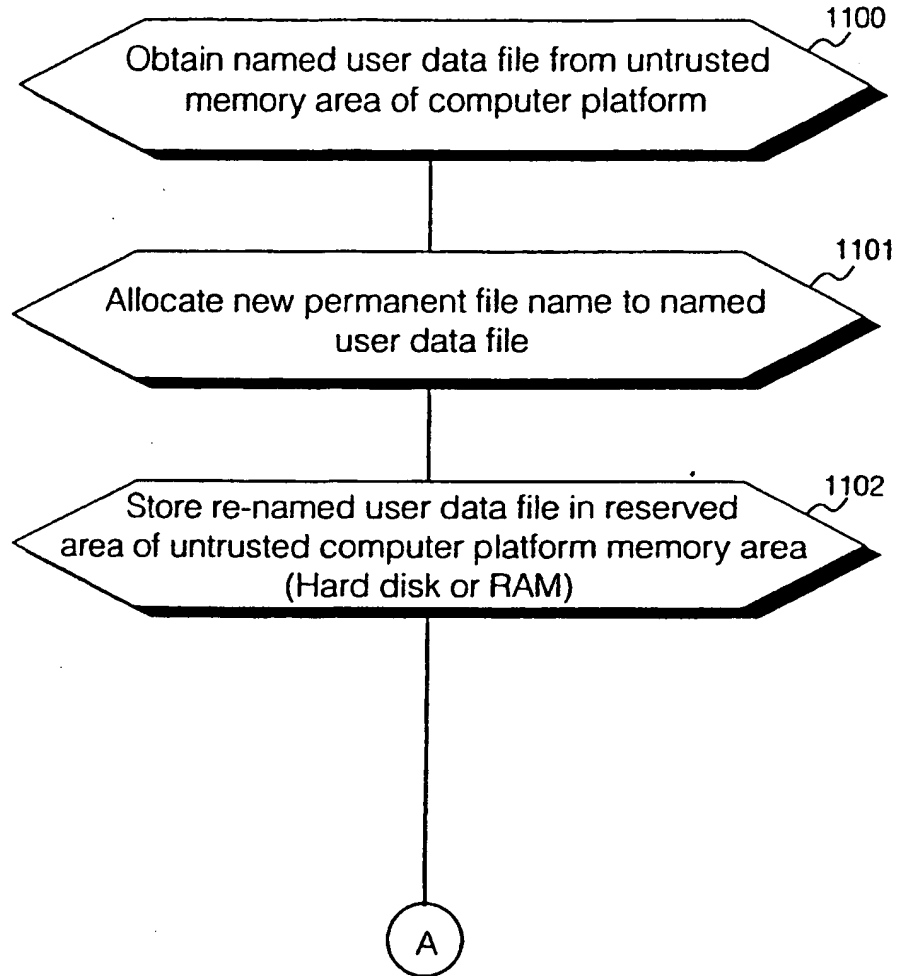 1100
Obtain named user data file from untrusted
memory area of computer platform
1101
Allocate new permanent file name to named
user data file
1102
Store re-named user data file in reserved
area of untrusted computer platform memory area
(Hard disk or RAM)
A